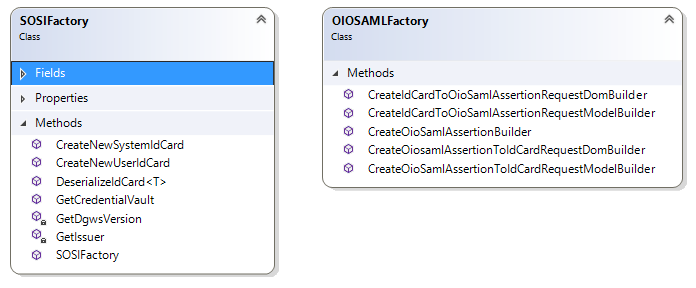 SOSIFactory
Class
Fields
Properties
Methods
CreateNewSystemIdCard
CreateNewUserIdCard
DeserializeIdCard<T>
GetCredentialVault
GetDgwsVersion
GetIssuer
SOSIFactory
OIOSAMLFactory
Class
Methods
CreateIdCardToOioSamlAssertionRequestDomBuilder
CreateIdCardToOioSamlAssertionRequestModelBuilder
CreateOioSamlAssertionBuilder
CreateOiosamlAssertionToIdCardRequestDomBuilder
CreateOioSamlAssertionToIdCardRequestModelBuilder